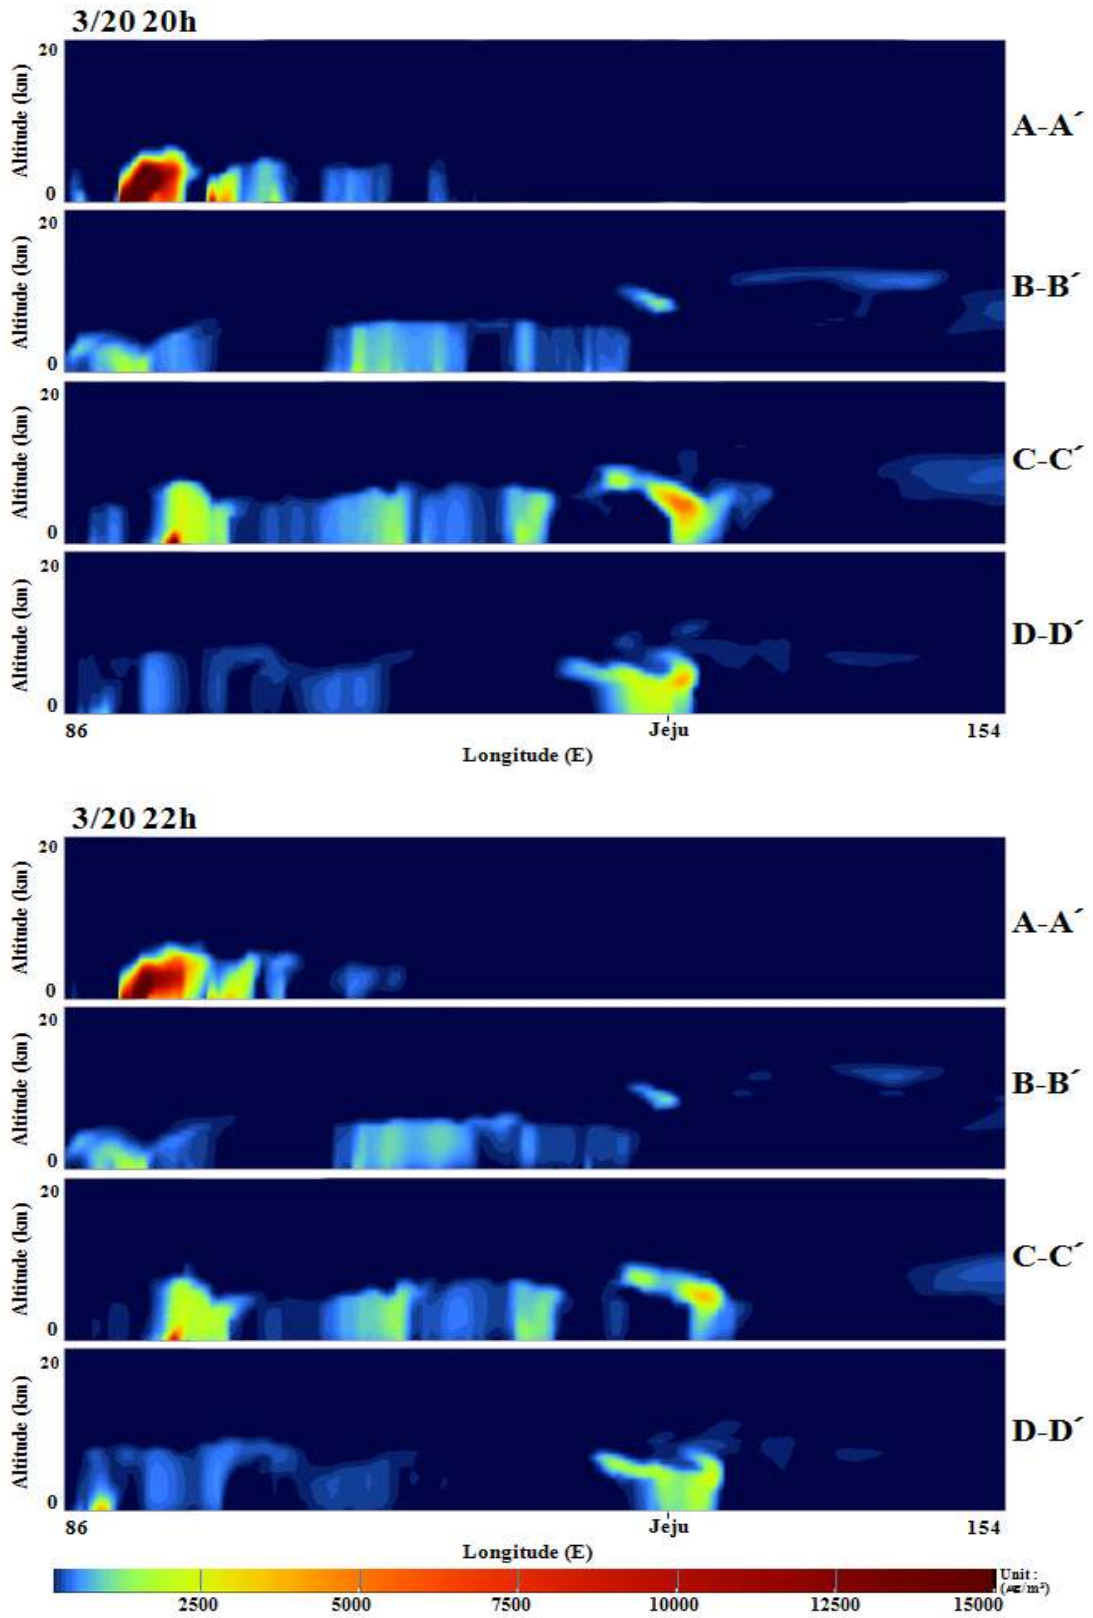 3/20 20h
20
Altitude (km)
0
A-A´
20
Altitude (km)
0
B-B´
20
Altitude (km)
0
C-C´
20
Altitude (km)
0
D-D´
86 Jeju 154
Longitude (E)
3/20 22h
20
Altitude (km)
0
A-A´
20
Altitude (km)
0
B-B´
20
Altitude (km)
0
C-C´
20
Altitude (km)
0
D-D´
86 Jeju 154
Longitude (E)
Unit :
(㎍/m³)
2500 5000 7500 10000 12500 15000